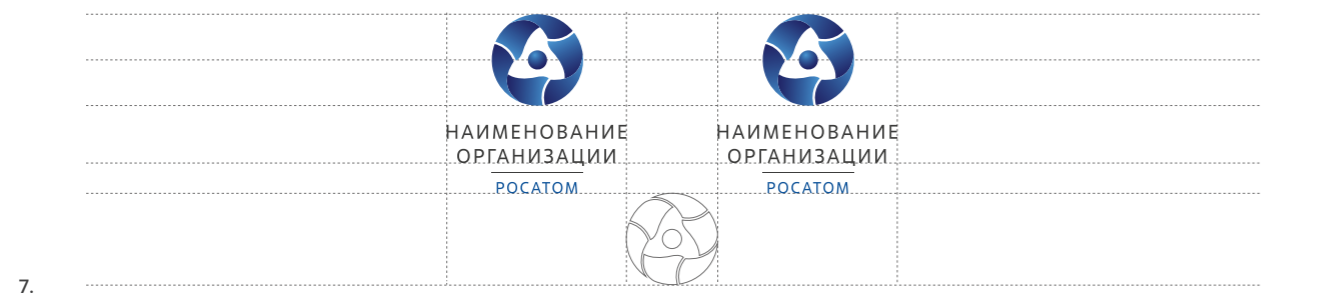 НАИМЕНОВАНИЕ
ОРГАНИЗАЦИИ
РОСАТОМ
НАИМЕНОВАНИЕ
ОРГАНИЗАЦИИ
РОСАТОМ
7.